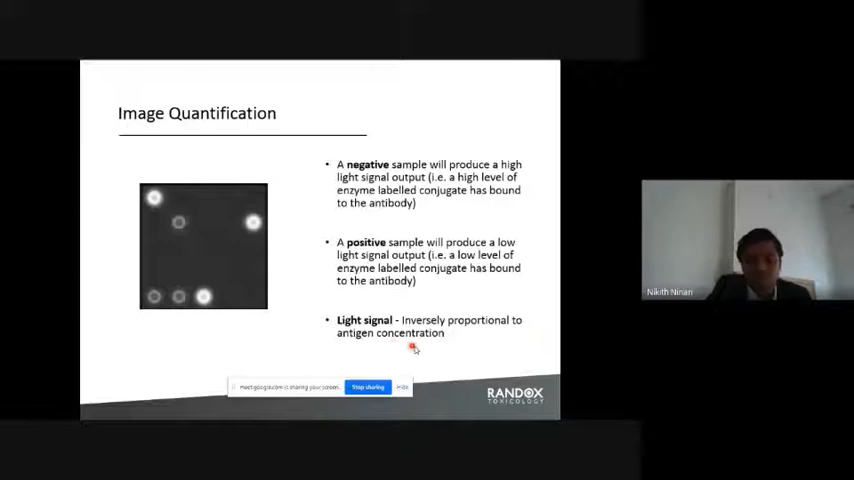 Image Quantification
• A negative sample will produce a high
light signal output (i.e. a high level of
enzyme labelled conjugate has bound
to the antibody)
• A positive sample will produce a low
light signal output (i.e. a low level of
enzyme labelled conjugate has bound
to the antibody)
• Light signal - Inversely proportional to
antigen concentration
Nikith Ninan
meet.google.com is sharing your screen.
Stop sharing
Hide
RANDOX
TOXICOLOGY